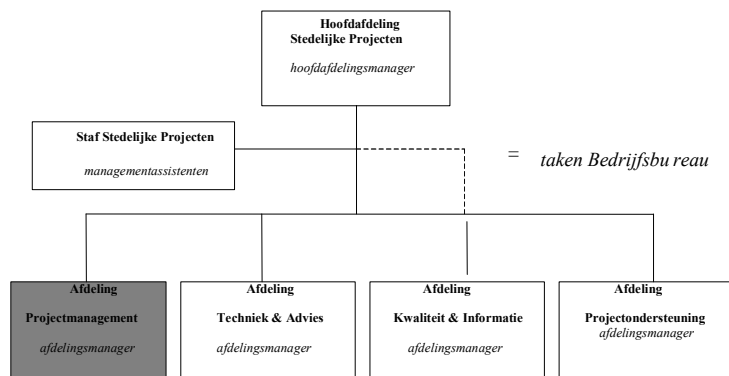 Hoofdafdeling
Stedelijke Projecten
hoofdafdelingsmanager
Staf Stedelijke Projecten
managementassistenten
= taken Bedrijfsbu reau
Afdeling
Projectmanagement
afdelingsmanager
Afdeling
Techniek & Advies
afdelingsmanager
Afdeling
Kwaliteit & Informatie
afdelingsmanager
Afdeling
Projectondersteuning
afdelingsmanager